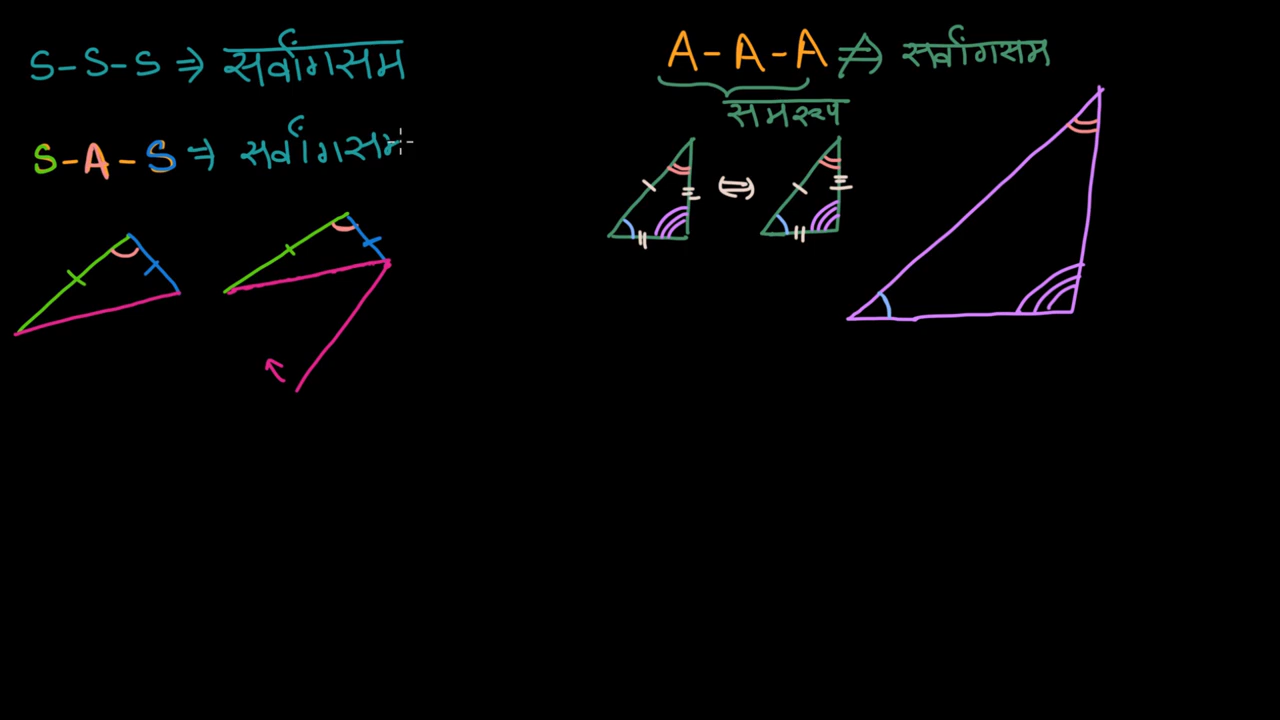 S-S-S ⇒ सर्वांगसम
S-A-S ⇒ सर्वांगसम
A-A-A ⇏ सर्वांगसम
समरूप
⇔